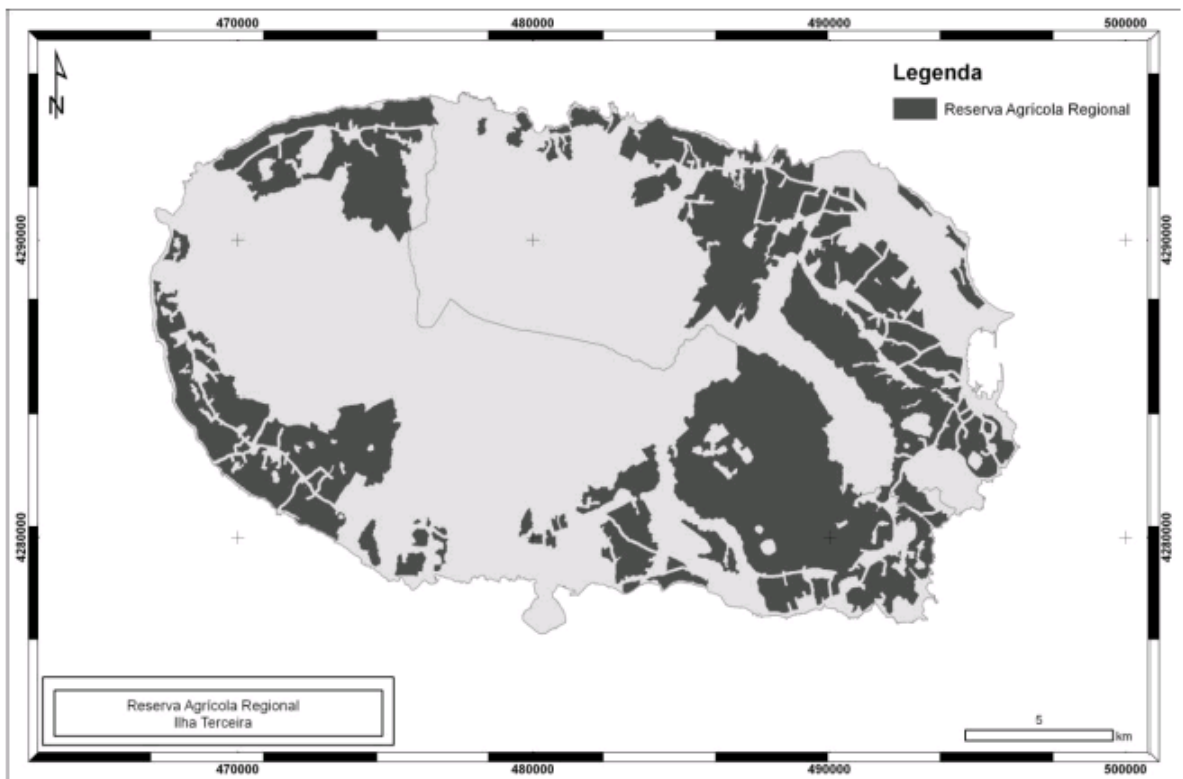 470000 480000 490000 500000
N
Legenda
Reserva Agrícola Regional
4290000 4290000
4280000 4280000
Reserva Agrícola Regional
Ilha Terceira
5
km
470000 480000 490000 500000